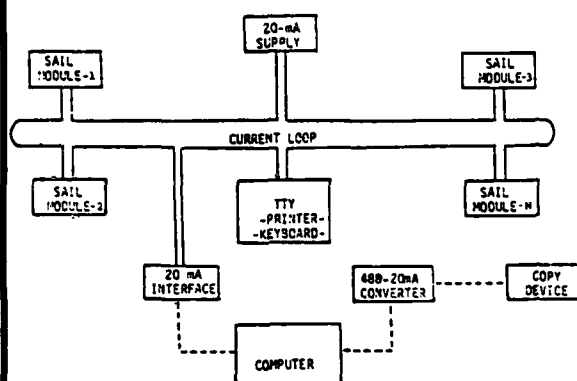 20-mA
SUPPLY
SAIL
MODULE-1
SAIL
MODULE-3
CURRENT LOOP
SAIL
MODULE-2
TTY
-PRINTER-
-KEYBOARD-
SAIL
MODULE-N
20 mA
INTERFACE
488-20mA
CONVERTER
COPY
DEVICE
COMPUTER